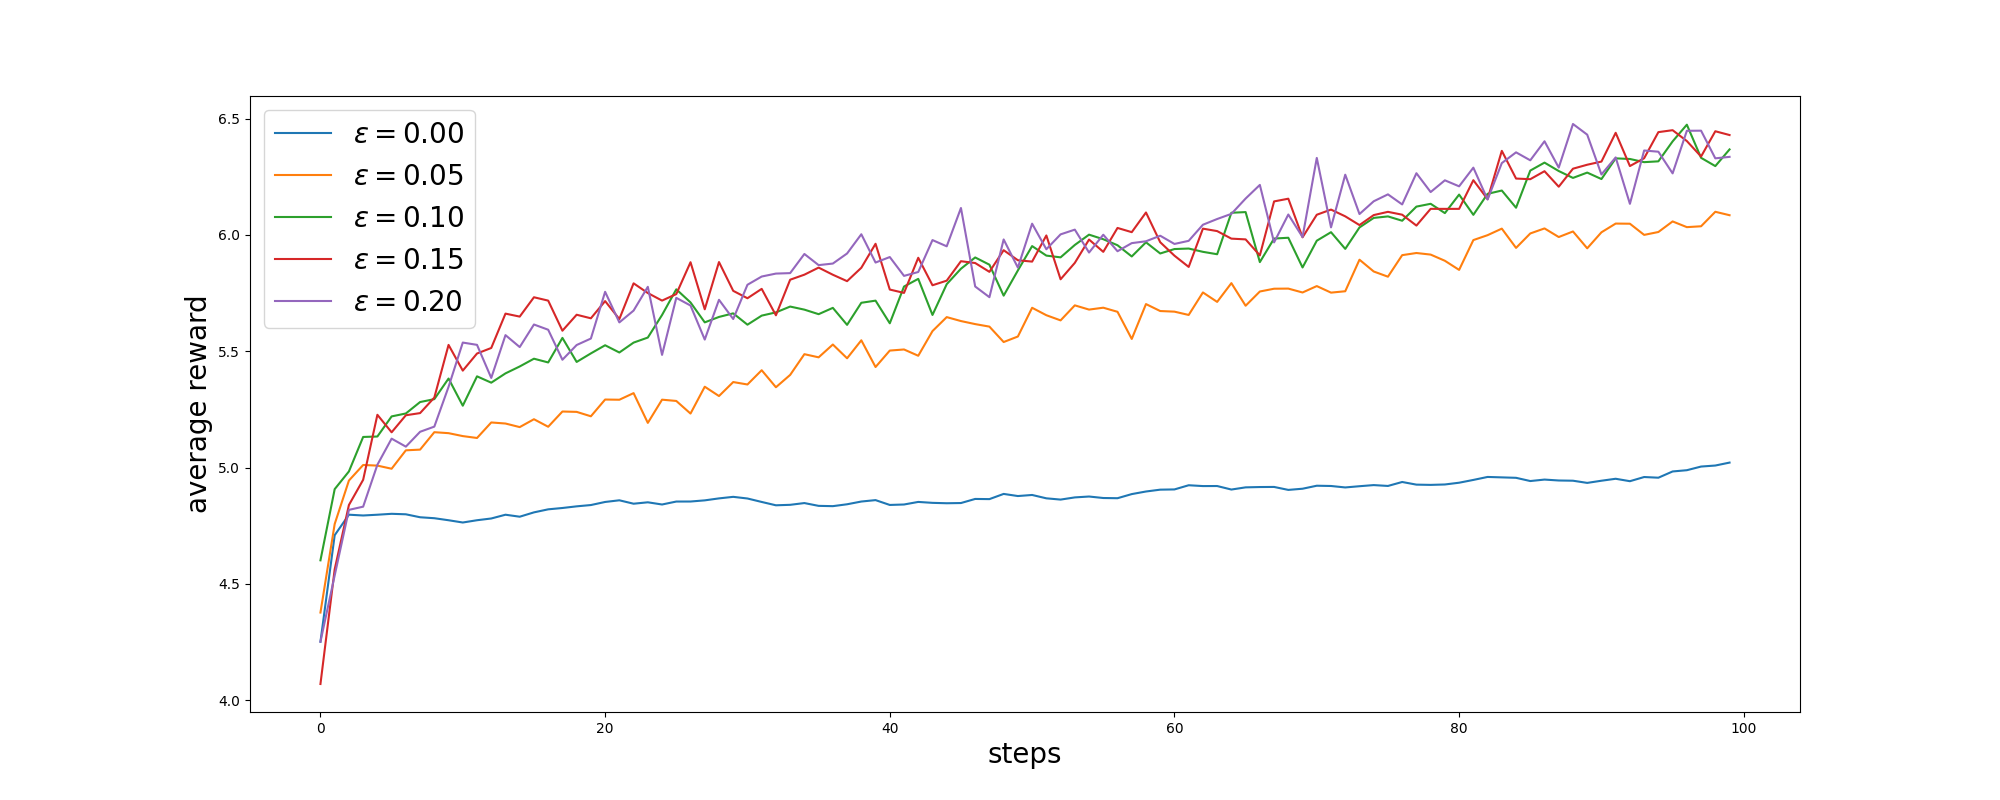 6.5
6.0
5.5
5.0
4.5
4.0
average reward
ε = 0.00
ε = 0.05
ε = 0.10
ε = 0.15
ε = 0.20
0 20 40 60 80 100
steps